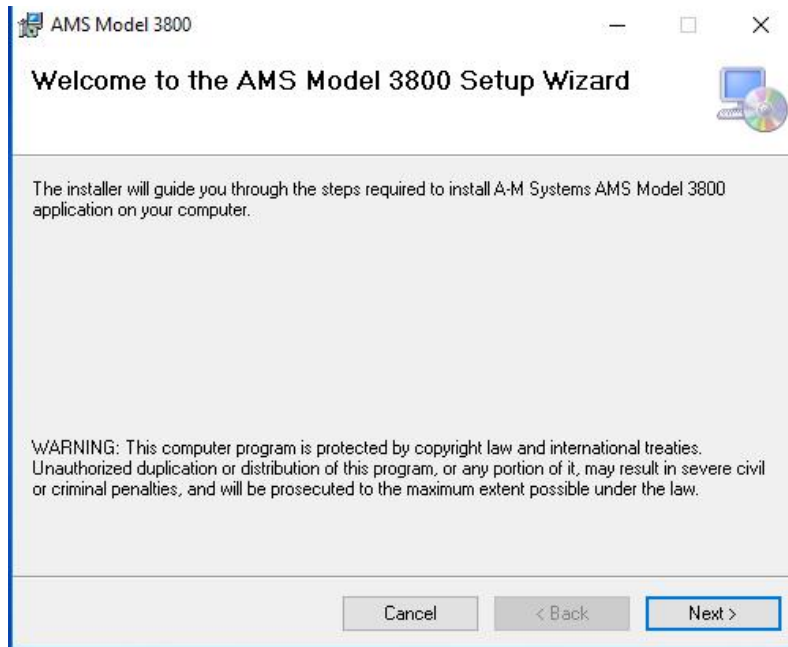 AMS Model 3800
Welcome to the AMS Model 3800 Setup Wizard
The installer will guide you through the steps required to install A-M Systems AMS Model 3800
application on your computer.
WARNING: This computer program is protected by copyright law and international treaties.
Unauthorized duplication or distribution of this program, or any portion of it, may result in severe civil
or criminal penalties, and will be prosecuted to the maximum extent possible under the law.
Cancel
< Back
Next >